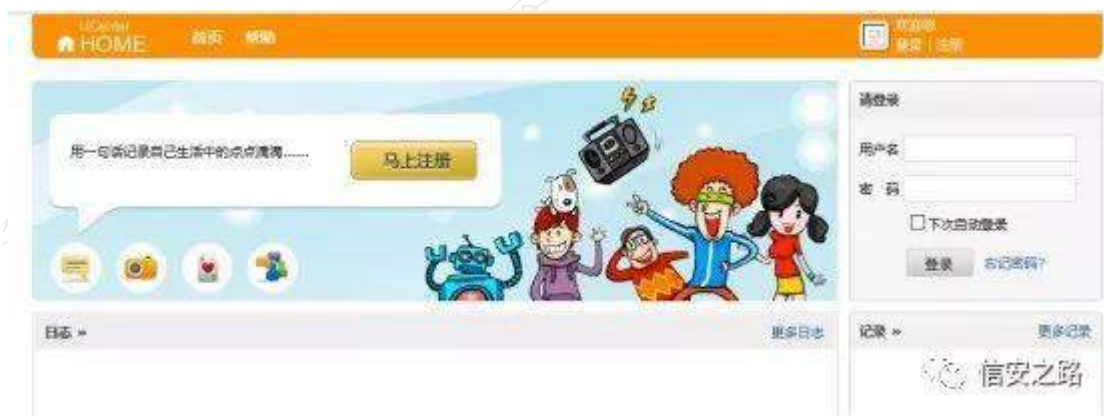 UCenter
HOME 首页 帮助
欢迎您
登录 | 注册
用一句话记录自己生活中的点点滴滴......
马上注册
请登录
用户名
密 码
下次自动登录
登录 忘记密码?
日志 »
更多日志
记录 »
更多记录
信安之路